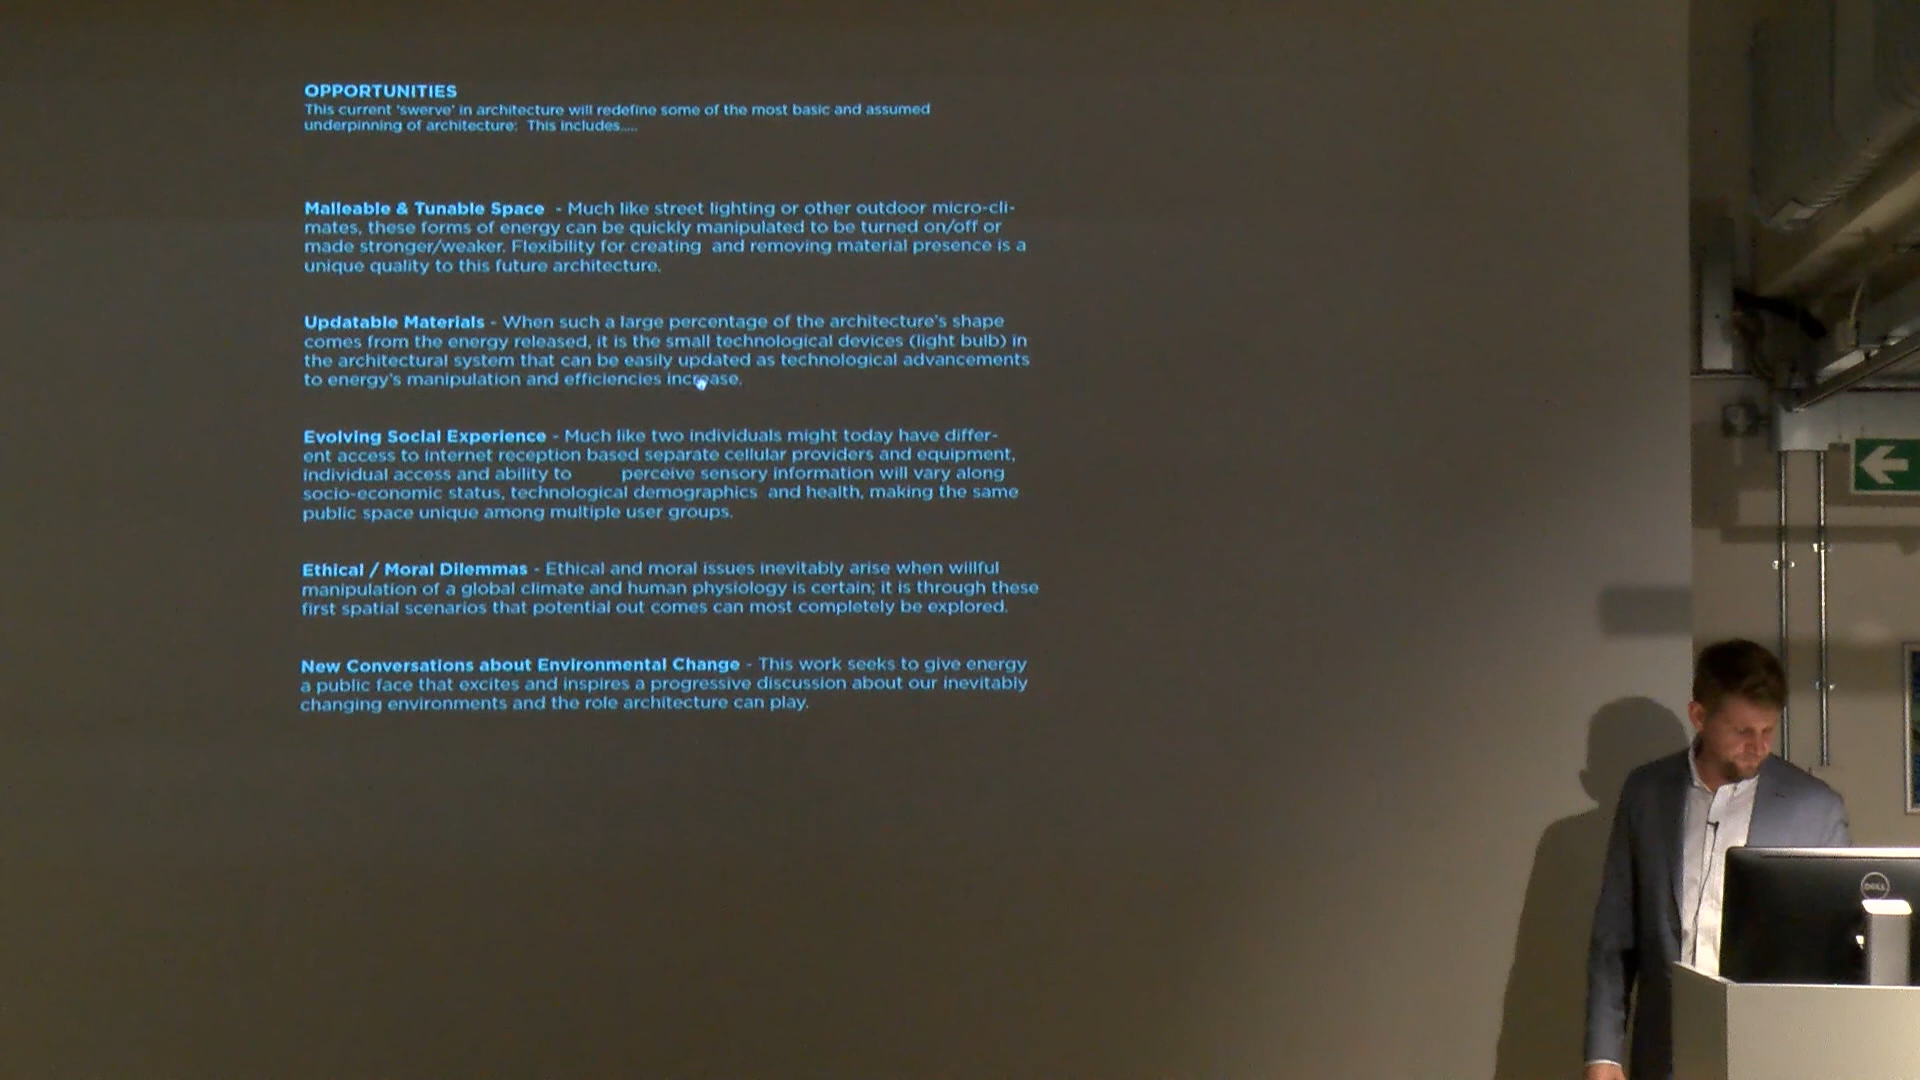 OPPORTUNITIES
This current 'swerve' in architecture will redefine some of the most basic and assumed
underpinning of architecture: This includes.....
Malleable & Tunable Space - Much like street lighting or other outdoor micro-cli-
mates, these forms of energy can be quickly manipulated to be turned on/off or
made stronger/weaker. Flexibility for creating and removing material presence is a
unique quality to this future architecture.
Updatable Materials - When such a large percentage of the architecture's shape
comes from the energy released, it is the small technological devices (light bulb) in
the architectural system that can be easily updated as technological advancements
to energy's manipulation and efficiencies increase.
Evolving Social Experience - Much like two individuals might today have differ-
ent access to internet reception based separate cellular providers and equipment,
individual access and ability to perceive sensory information will vary along
socio-economic status, technological demographics and health, making the same
public space unique among multiple user groups.
Ethical / Moral Dilemmas - Ethical and moral issues inevitably arise when willful
manipulation of a global climate and human physiology is certain; it is through these
first spatial scenarios that potential out comes can most completely be explored.
New Conversations about Environmental Change - This work seeks to give energy
a public face that excites and inspires a progressive discussion about our inevitably
changing environments and the role architecture can play.
DELL